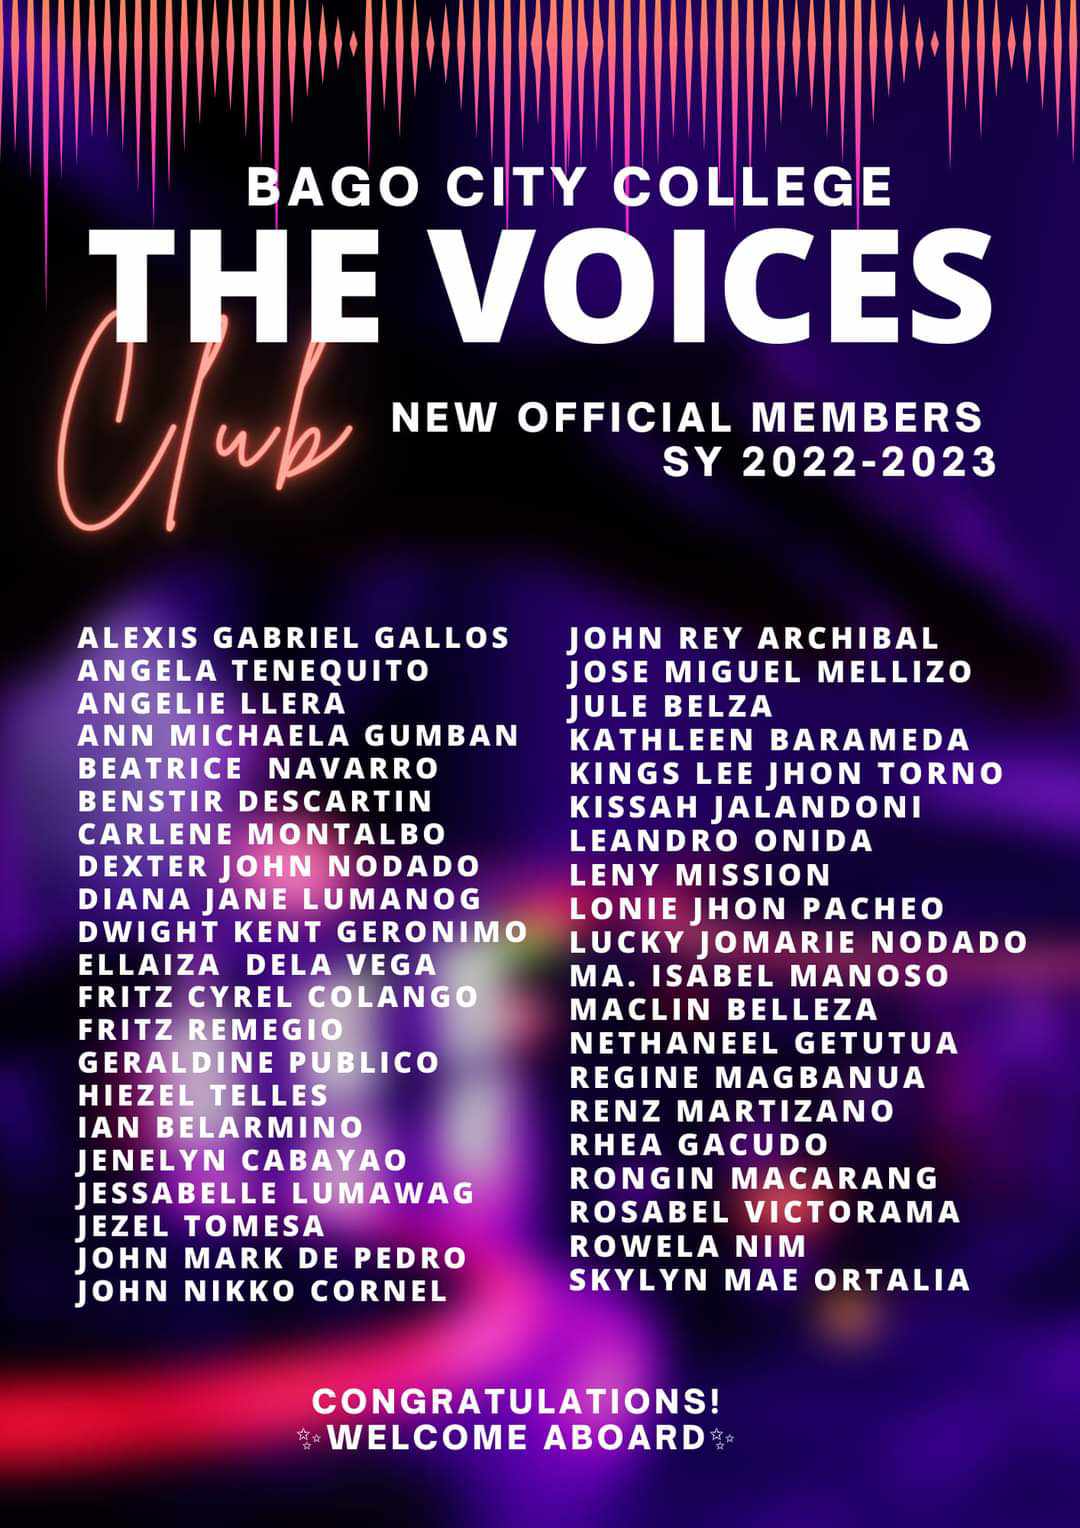 BAGO CITY COLLEGE
THE VOICES
Club
NEW OFFICIAL MEMBERS
SY 2022-2023
ALEXIS GABRIEL GALLOS
ANGELA TENEQUITO
ANGELIE LLERA
ANN MICHAELA GUMBAN
BEATRICE NAVARRO
BENSTIR DESCARTIN
CARLENE MONTALBO
DEXTER JOHN NODADO
DIANA JANE LUMANOG
DWIGHT KENT GERONIMO
ELLAIZA DELA VEGA
FRITZ CYREL COLANGO
FRITZ REMEGIO
GERALDINE PUBLICO
HIEZEL TELLES
IAN BELARMINO
JENELYN CABAYAO
JESSABELLE LUMAWAG
JEZEL TOMESA
JOHN MARK DE PEDRO
JOHN NIKKO CORNEL
JOHN REY ARCHIBAL
JOSE MIGUEL MELLIZO
JULE BELZA
KATHLEEN BARAMEDA
KINGS LEE JHON TORNO
KISSAH JALANDONI
LEANDRO ONIDA
LENY MISSION
LONIE JHON PACHEO
LUCKY JOMARIE NODADO
MA. ISABEL MANOSO
MACLIN BELLEZA
NETHANEEL GETUTUA
REGINE MAGBANUA
RENZ MARTIZANO
RHEA GACUDO
RONGIN MACARANG
ROSABEL VICTORAMA
ROWELA NIM
SKYLYN MAE ORTALIA
CONGRATULATIONS!
✨WELCOME ABOARD✨